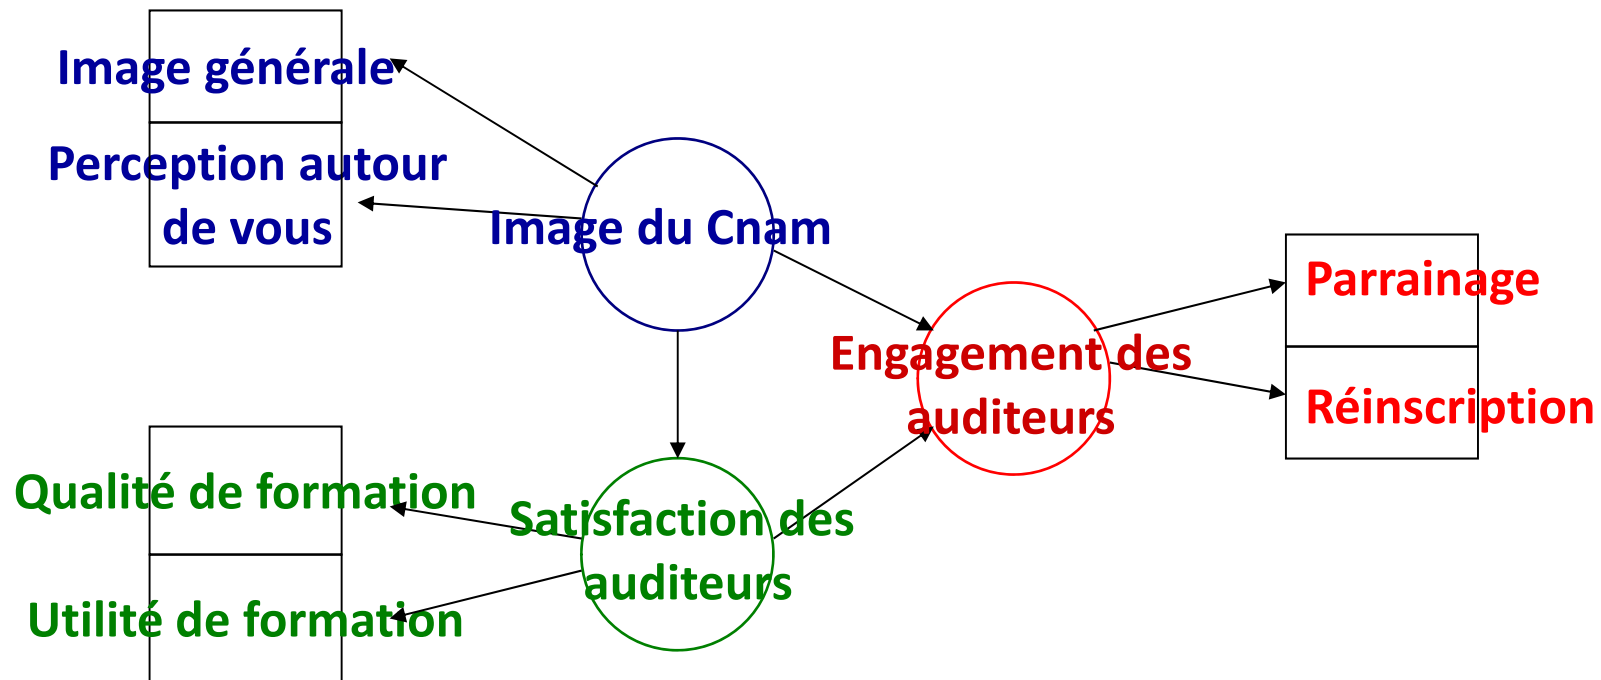 Image générale
Perception autour
de vous
Image du Cnam
Parrainage
Engagement des
auditeurs
Réinscription
Qualité de formation
Satisfaction des
auditeurs
Utilité de formation